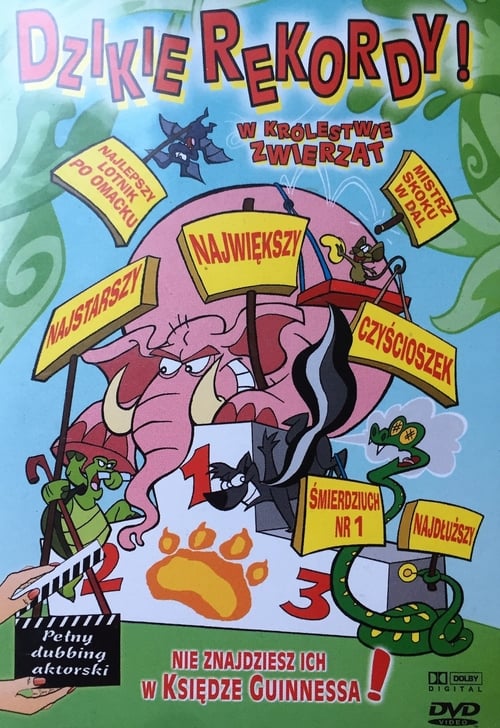 DZIKIE REKORDY!
W KRÓLESTWIE
ZWIERZĄT
NAJLEPSZY
LOTNIK
PO OMACKU
MISTRZ
SKOKU
W DAL
NAJWIĘKSZY
NAJSTARSZY
CZYŚCIOSZEK
1
ŚMIERDZIUCH
NR 1
NAJDŁUŻSZY
2
3
Pełny
dubbing
aktorski
NIE ZNAJDZIESZ ICH
W KSIĘDZE GUINNESSA!
DOLBY
DIGITAL
DVD
VIDEO